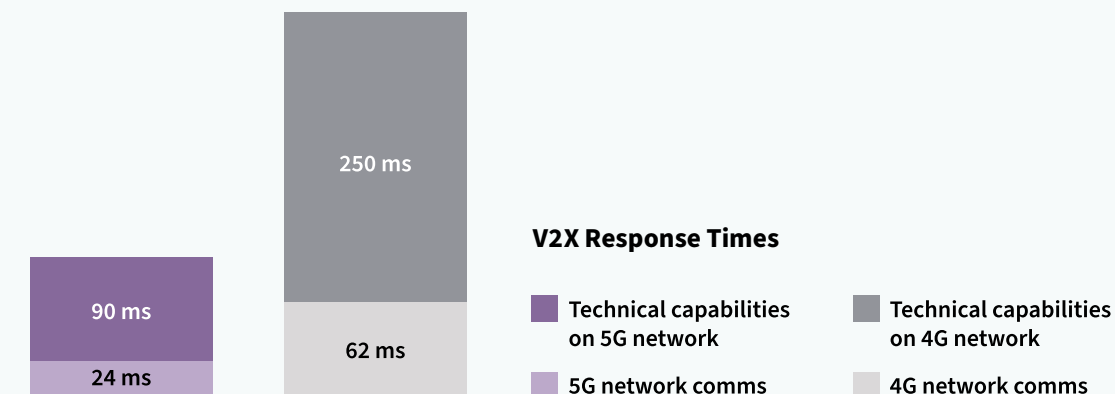 250 ms
90 ms
62 ms
24 ms
V2X Response Times
Technical capabilities
on 5G network
Technical capabilities
on 4G network
5G network comms
4G network comms